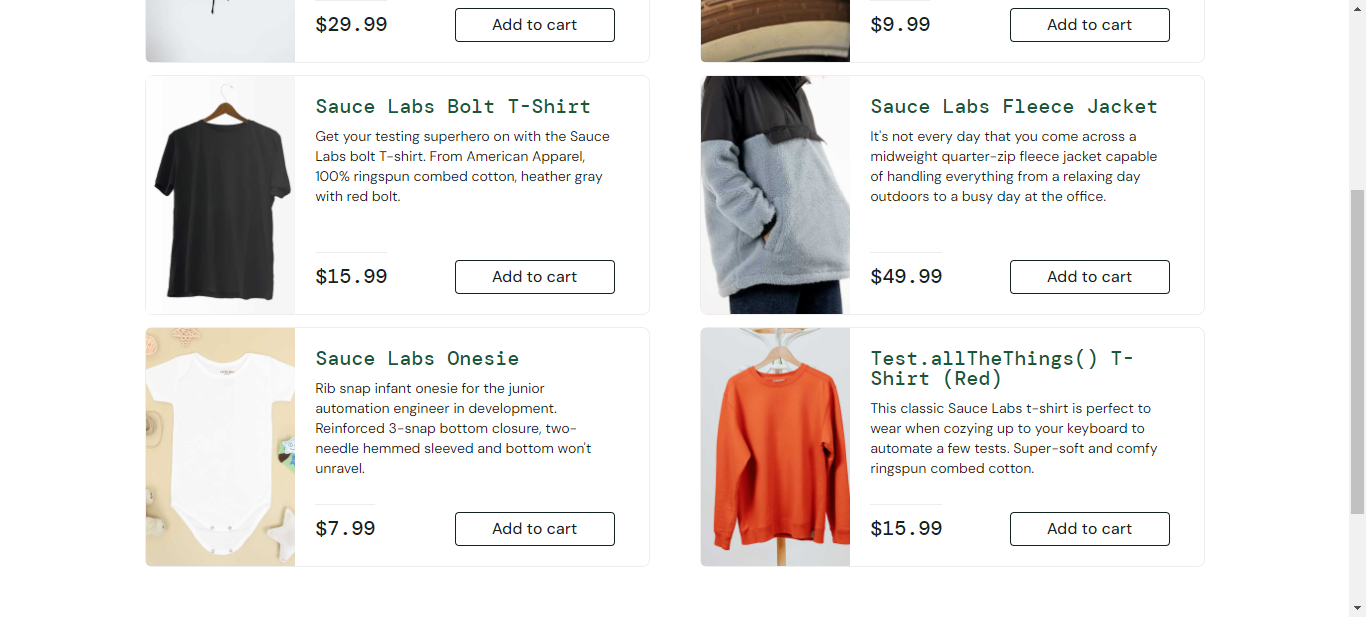 $29.99
Add to cart
$9.99
Add to cart
Sauce Labs Bolt T-Shirt
Get your testing superhero on with the Sauce
Labs bolt T-shirt. From American Apparel,
100% ringspun combed cotton, heather gray
with red bolt.
$15.99
Add to cart
Sauce Labs Fleece Jacket
It's not every day that you come across a
midweight quarter-zip fleece jacket capable
of handling everything from a relaxing day
outdoors to a busy day at the office.
$49.99
Add to cart
Sauce Labs Onesie
Rib snap infant onesie for the junior
automation engineer in development.
Reinforced 3-snap bottom closure, two-
needle hemmed sleeved and bottom won't
unravel.
$7.99
Add to cart
Test.allTheThings() T-
Shirt (Red)
This classic Sauce Labs t-shirt is perfect to
wear when cozying up to your keyboard to
automate a few tests. Super-soft and comfy
ringspun combed cotton.
$15.99
Add to cart